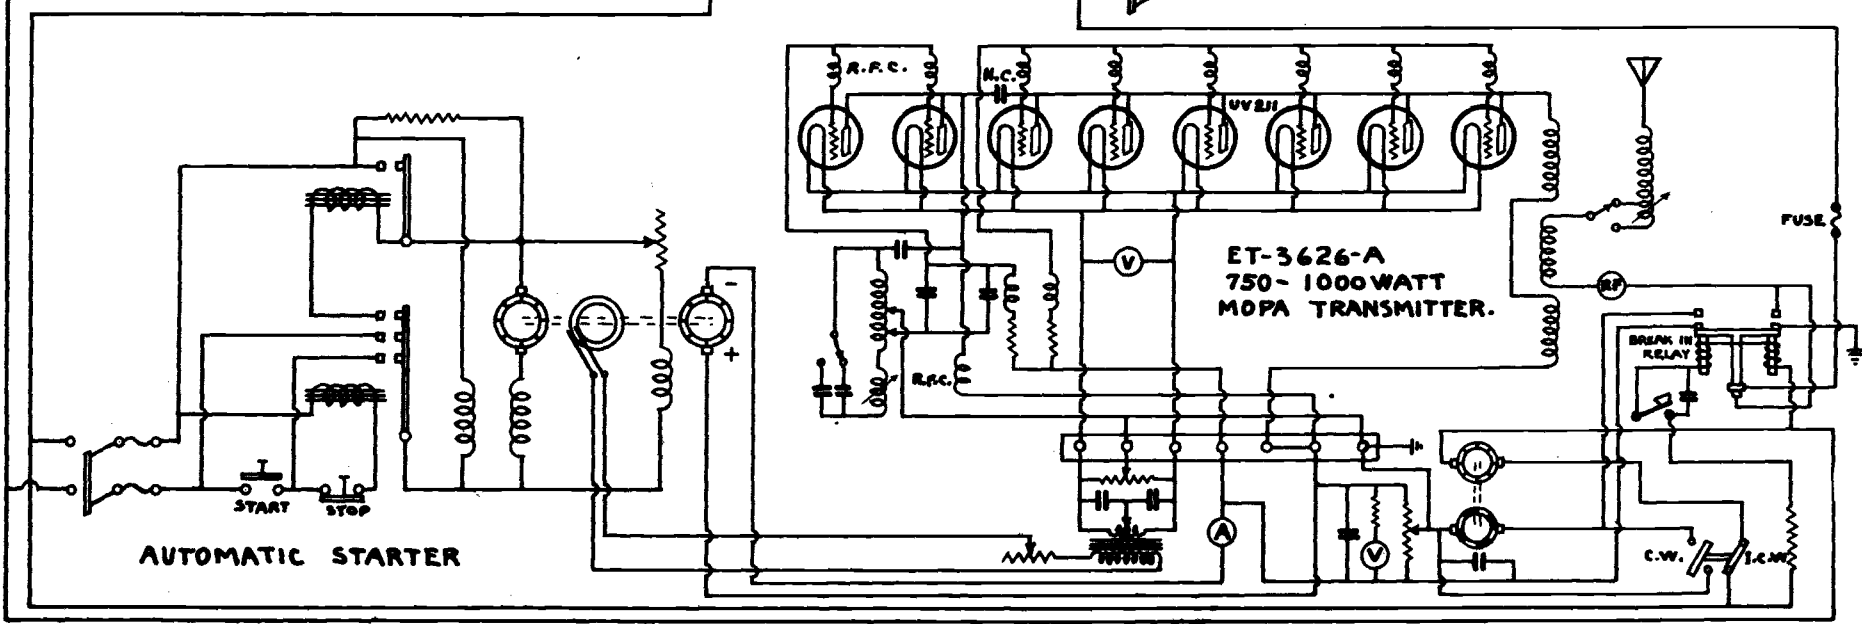 R.F.C.
N.C.
UV211
ET-3626-A
750-1000 WATT
MOPA TRANSMITTER.
FUSE
V
RF
BREAK IN
RELAY
-
+
R.F.C.
START
STOP
A
V
C.W.
I.C.W.
AUTOMATIC STARTER